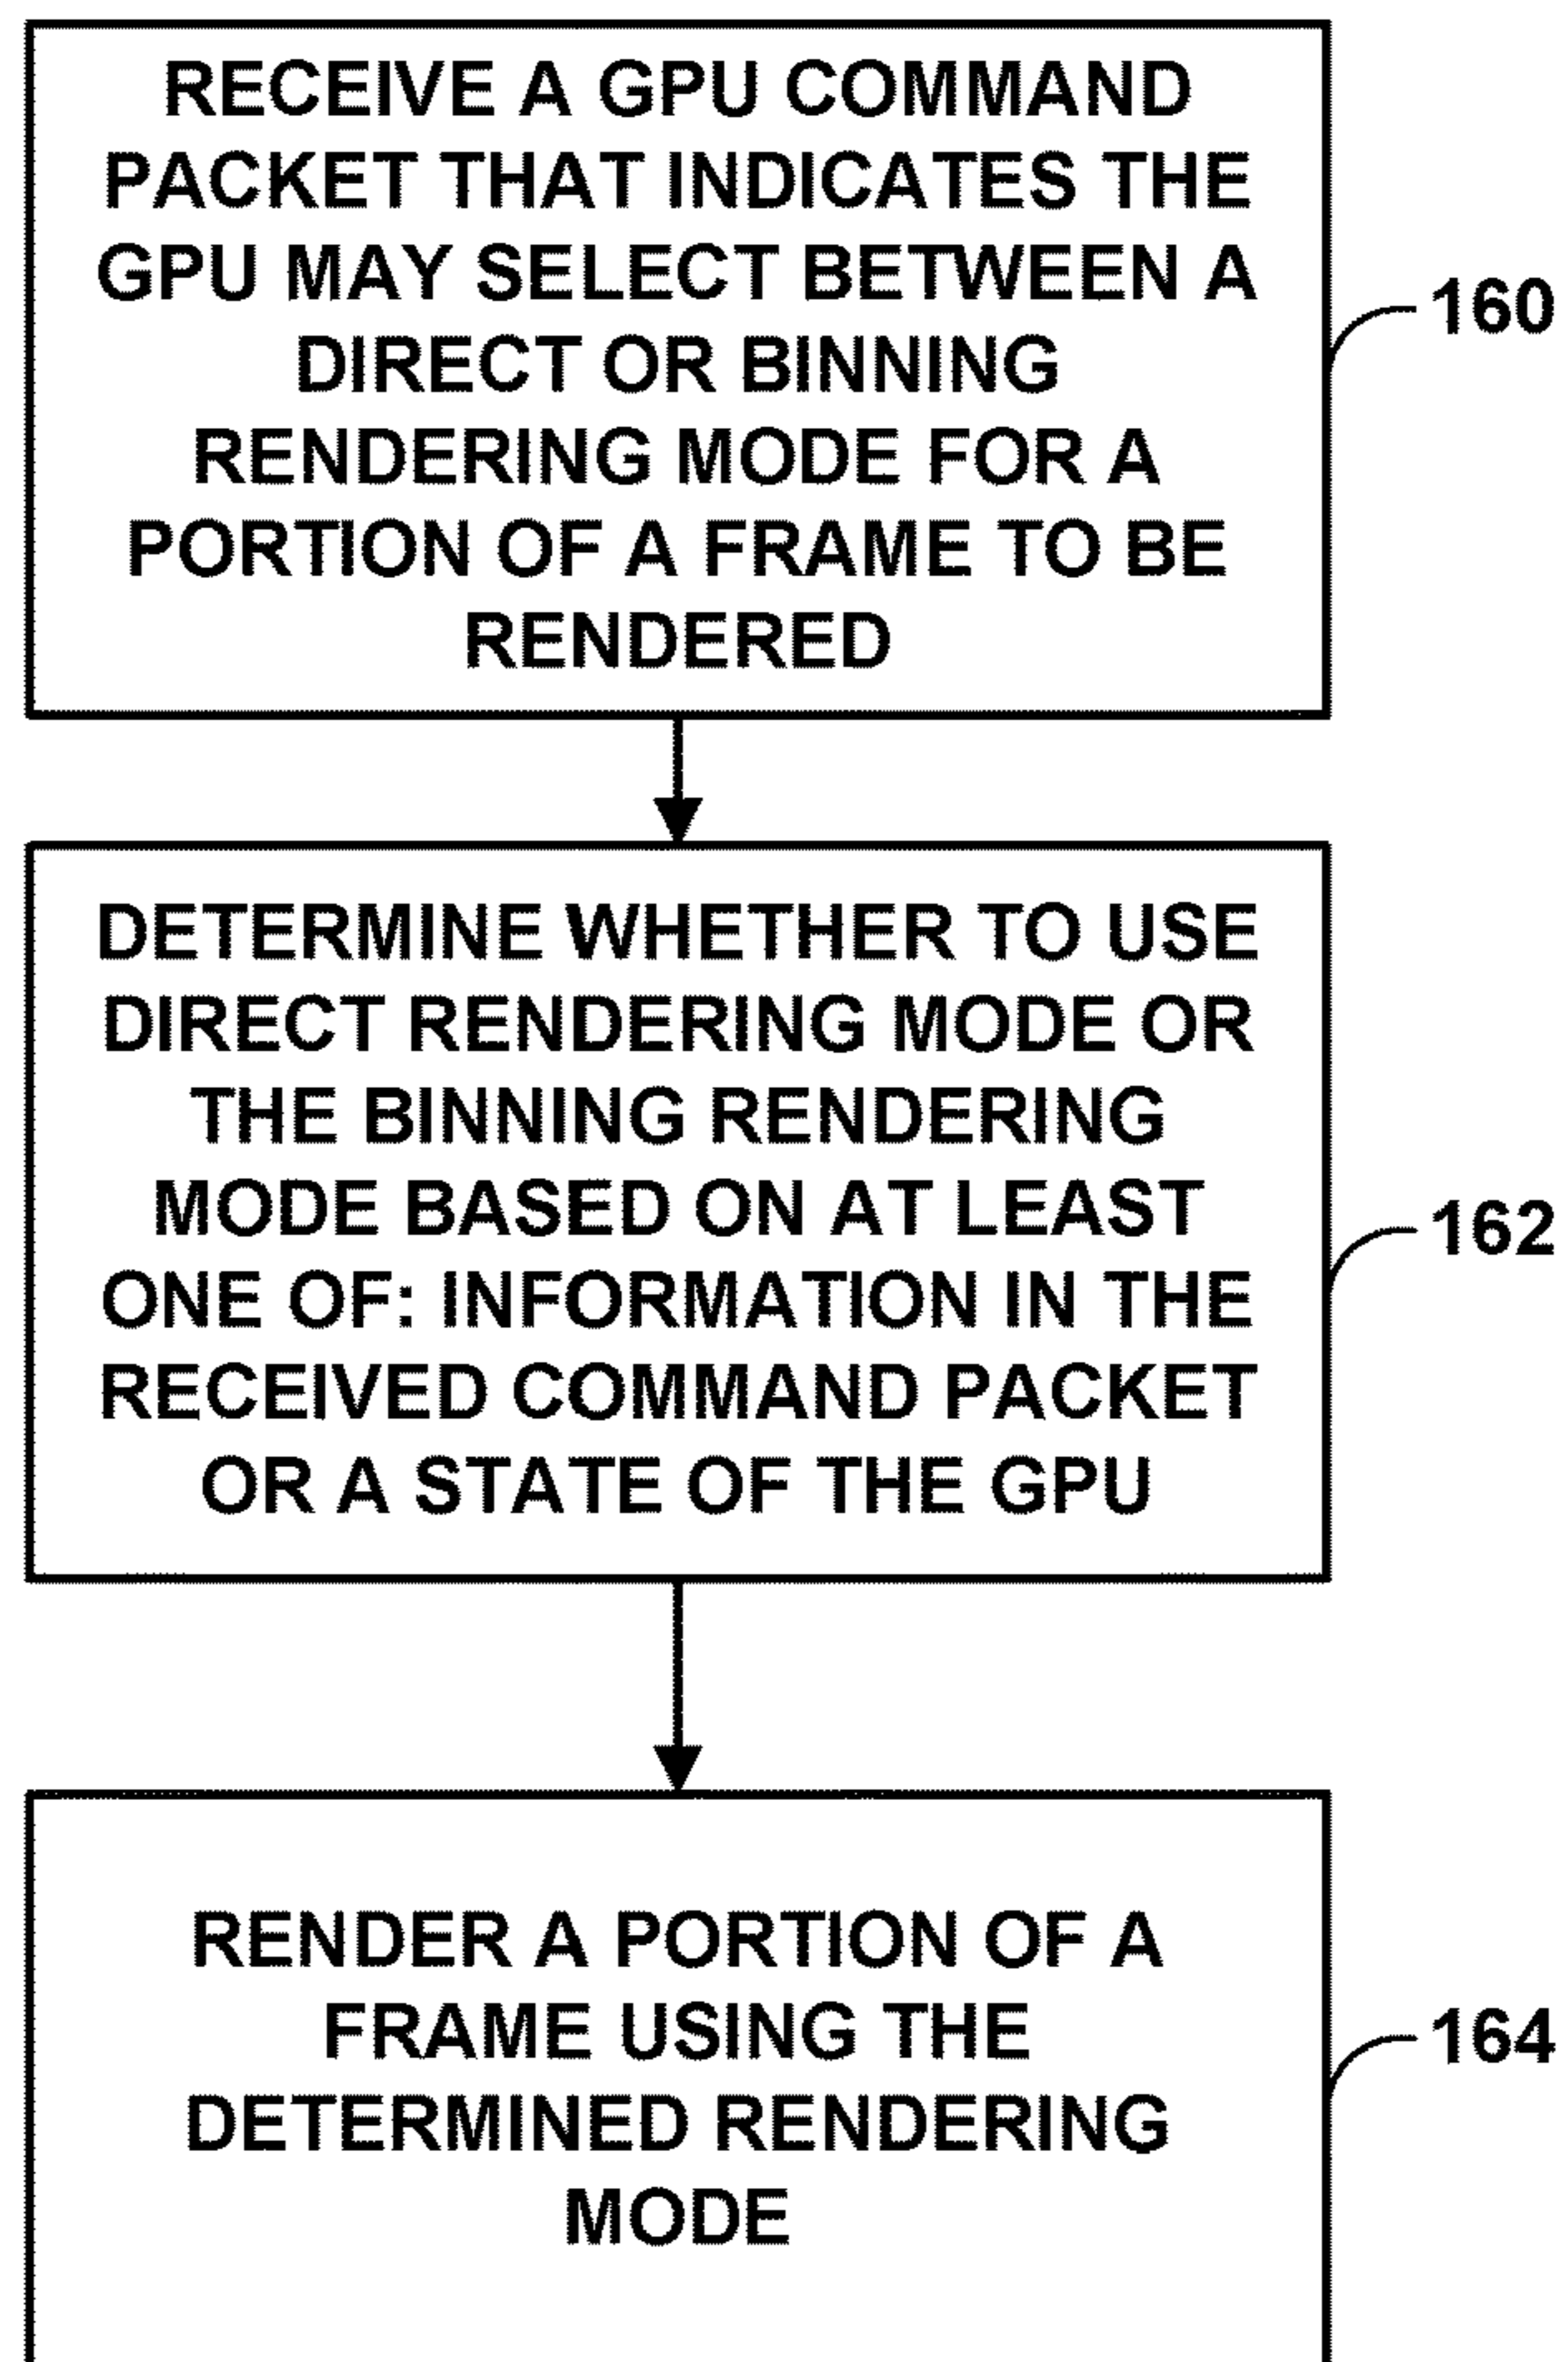 RECEIVE A GPU COMMAND
PACKET THAT INDICATES THE
GPU MAY SELECT BETWEEN A
DIRECT OR BINNING
RENDERING MODE FOR A
PORTION OF A FRAME TO BE
RENDERED
160
DETERMINE WHETHER TO USE
DIRECT RENDERING MODE OR
THE BINNING RENDERING
MODE BASED ON AT LEAST
ONE OF: INFORMATION IN THE
RECEIVED COMMAND PACKET
OR A STATE OF THE GPU
162
RENDER A PORTION OF A
FRAME USING THE
DETERMINED RENDERING
MODE
164